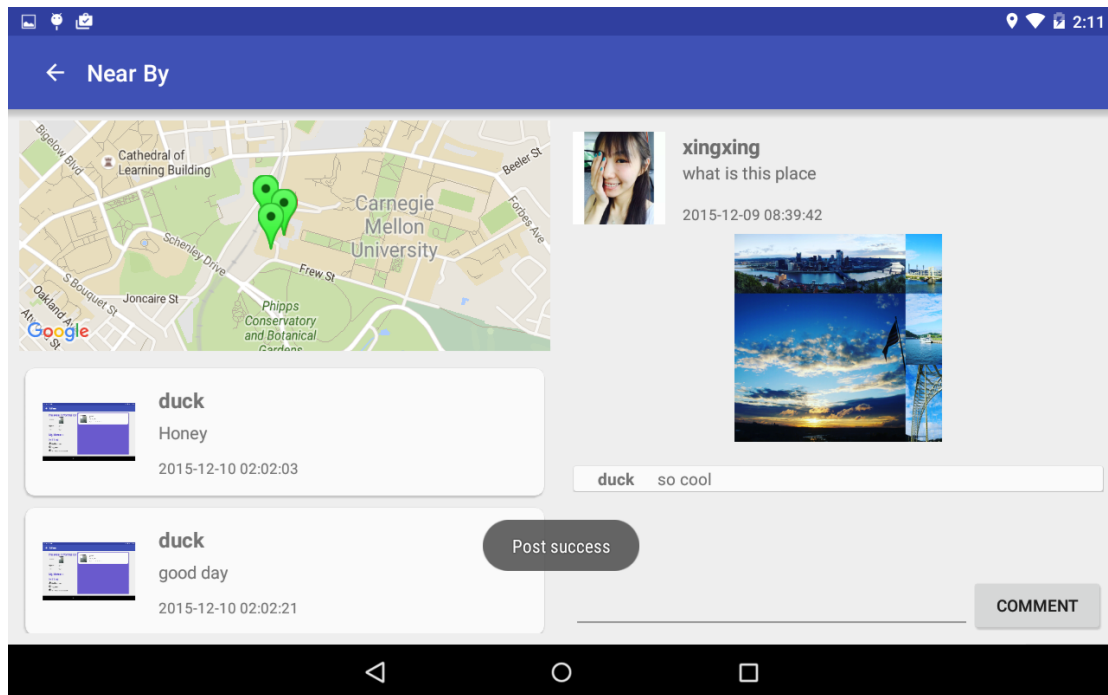 2:11
Near By
Bigelow Blvd
Cathedral of
Learning Building
Beeler St
Forbes Ave
Carnegie
Mellon
University
Schenley Drive
Frew St
S Bouquet St
Joncaire St
Oakland
Phipps
Conservatory
and Botanical
Gardens
Google
duck
Honey
2015-12-10 02:02:03
duck
good day
2015-12-10 02:02:21
xingxing
what is this place
2015-12-09 08:39:42
duck so cool
Post success
COMMENT